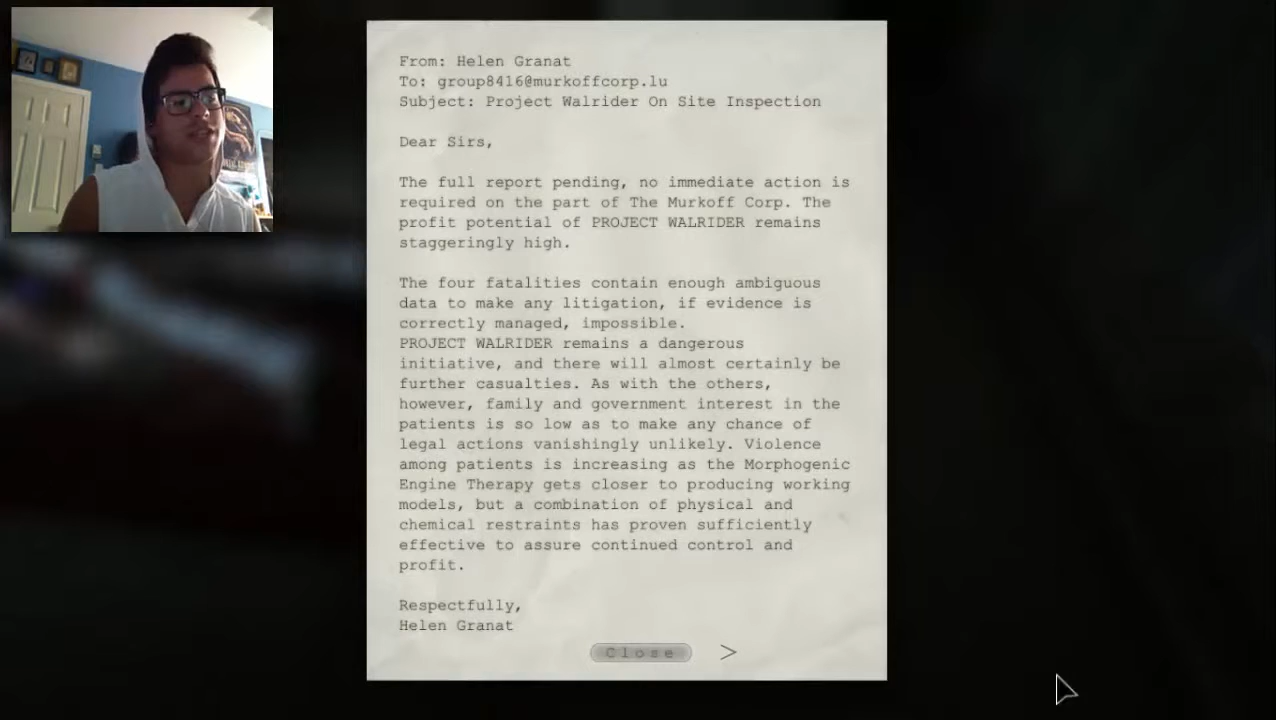 From: Helen Granat
To: group8416@murkoffcorp.lu
Subject: Project Walrider On Site Inspection
Dear Sirs,
The full report pending, no immediate action is
required on the part of The Murkoff Corp. The
profit potential of PROJECT WALRIDER remains
staggeringly high.
The four fatalities contain enough ambiguous
data to make any litigation, if evidence is
correctly managed, impossible.
PROJECT WALRIDER remains a dangerous
initiative, and there will almost certainly be
further casualties. As with the others,
however, family and government interest in the
patients is so low as to make any chance of
legal actions vanishingly unlikely. Violence
among patients is increasing as the Morphogenic
Engine Therapy gets closer to producing working
models, but a combination of physical and
chemical restraints has proven sufficiently
effective to assure continued control and
profit.
Respectfully,
Helen Granat
Close >